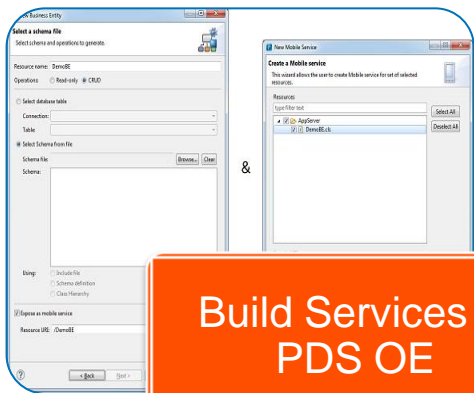 New Business Entity
Select a schema file
Select schema and operations to generate.
Resource name: DemoBE
Operations: Read-only CRUD
Select database table
Connection:
Table
Select Schema from file
Schema file: Browse... Clear
Schema:
Using: Include file
Schema definition
Class Hierarchy
Expose as mobile service
Resource URI: /DemoBE
< Back Next >
&
New Mobile Service
Create a Mobile service
This wizard allows the user to create Mobile service for set of selected
resources.
Resources
type filter text
Select All
AppServer
Deselect All
DemoBE.cls
Build Services
PDS OE